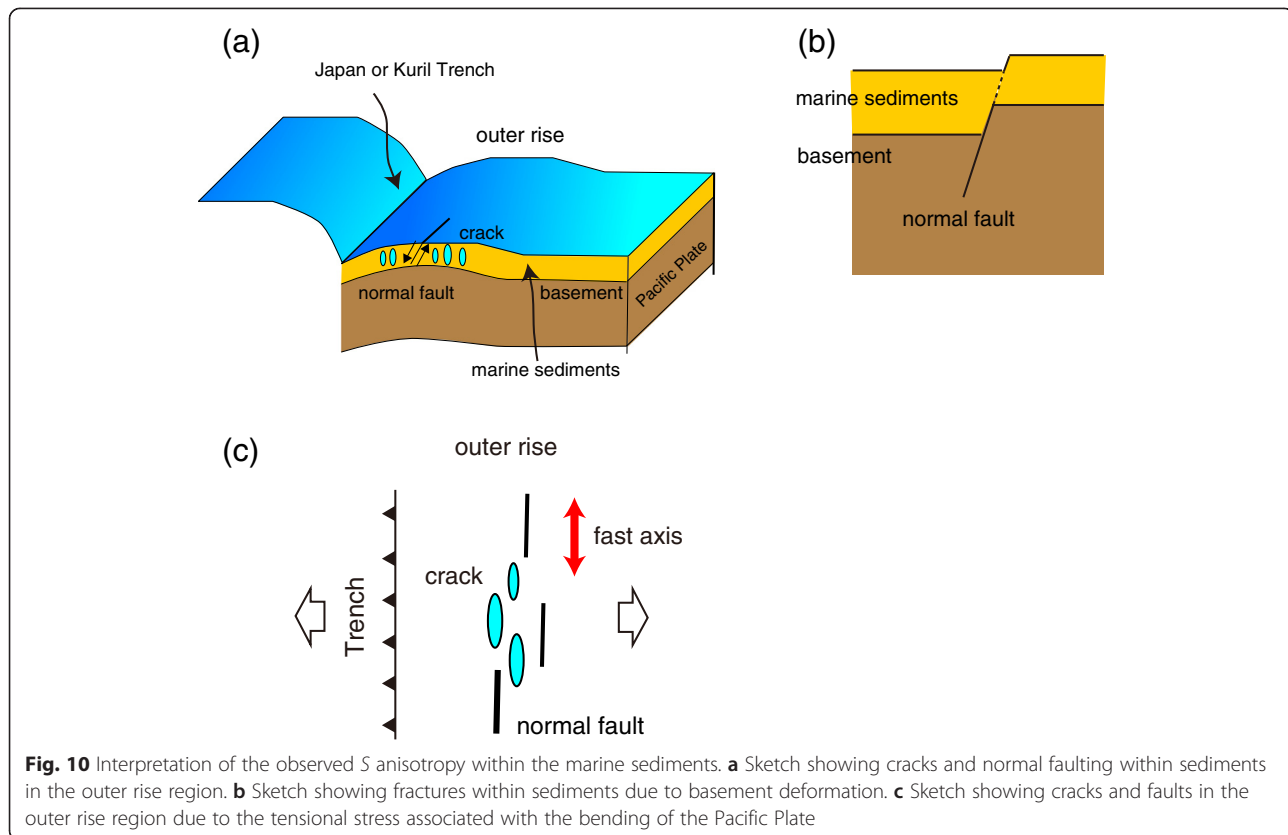 (a)
Japan or Kuril Trench
outer rise
crack
normal fault
basement
Pacific Plate
marine sediments
(b)
marine sediments
basement
normal fault
(c)
outer rise
fast axis
crack
Trench
normal fault
Fig. 10 Interpretation of the observed S anisotropy within the marine sediments. a Sketch showing cracks and normal faulting within sediments
in the outer rise region. b Sketch showing fractures within sediments due to basement deformation. c Sketch showing cracks and faults in the
outer rise region due to the tensional stress associated with the bending of the Pacific Plate